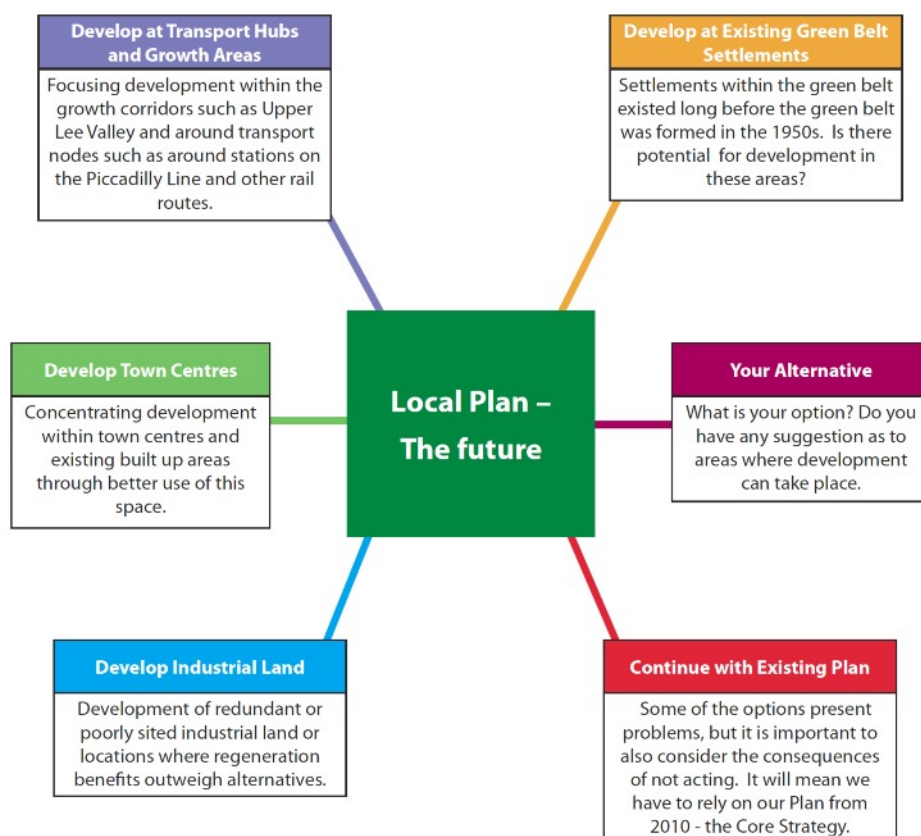 Develop at Transport Hubs
and Growth Areas
Focusing development within the
growth corridors such as Upper
Lee Valley and around transport
nodes such as around stations on
the Piccadilly Line and other rail
routes.
Develop at Existing Green Belt
Settlements
Settlements within the green belt
existed long before the green belt
was formed in the 1950s. Is there
potential for development in
these areas?
Develop Town Centres
Concentrating development
within town centres and
existing built up areas
through better use of this
space.
Local Plan –
The future
Your Alternative
What is your option? Do you
have any suggestion as to
areas where development
can take place.
Develop Industrial Land
Development of redundant or
poorly sited industrial land or
locations where regeneration
benefits outweigh alternatives.
Continue with Existing Plan
Some of the options present
problems, but it is important to
also consider the consequences
of not acting. It will mean we
have to rely on our Plan from
2010 - the Core Strategy.